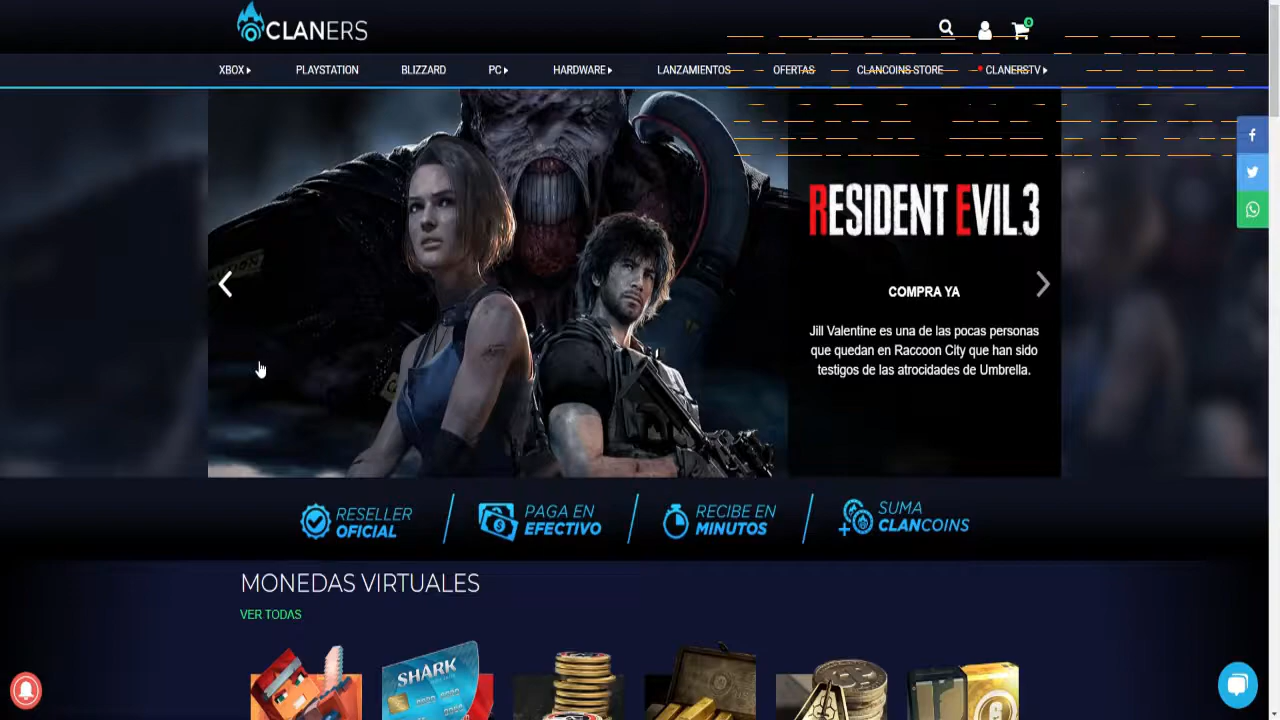 CLANERS
0
XBOX
PLAYSTATION
BLIZZARD
PC
HARDWARE
LANZAMIENTOS
OFERTAS
CLANCOINS STORE
CLANERSTV
RESIDENT EVIL 3
COMPRA YA
Jill Valentine es una de las pocas personas
que quedan en Raccoon City que han sido
testigos de las atrocidades de Umbrella.
RESELLER
OFICIAL
PAGA EN
EFECTIVO
RECIBE EN
MINUTOS
SUMA
CLANCOINS
MONEDAS VIRTUALES
VER TODAS
SHARK